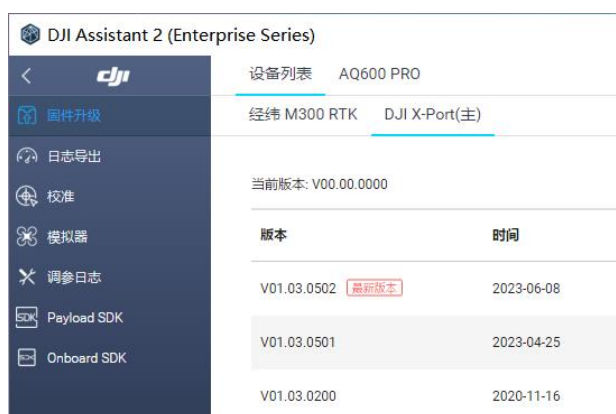 DJI Assistant 2 (Enterprise Series)
dji
设备列表 AQ600 PRO
固件升级
经纬 M300 RTK DJI X-Port(主)
日志导出
校准
当前版本: V00.00.0000
模拟器
版本 时间
调参日志
V01.03.0502 最新版本 2023-06-08
SDK Payload SDK
V01.03.0501 2023-04-25
Onboard SDK
V01.03.0200 2020-11-16